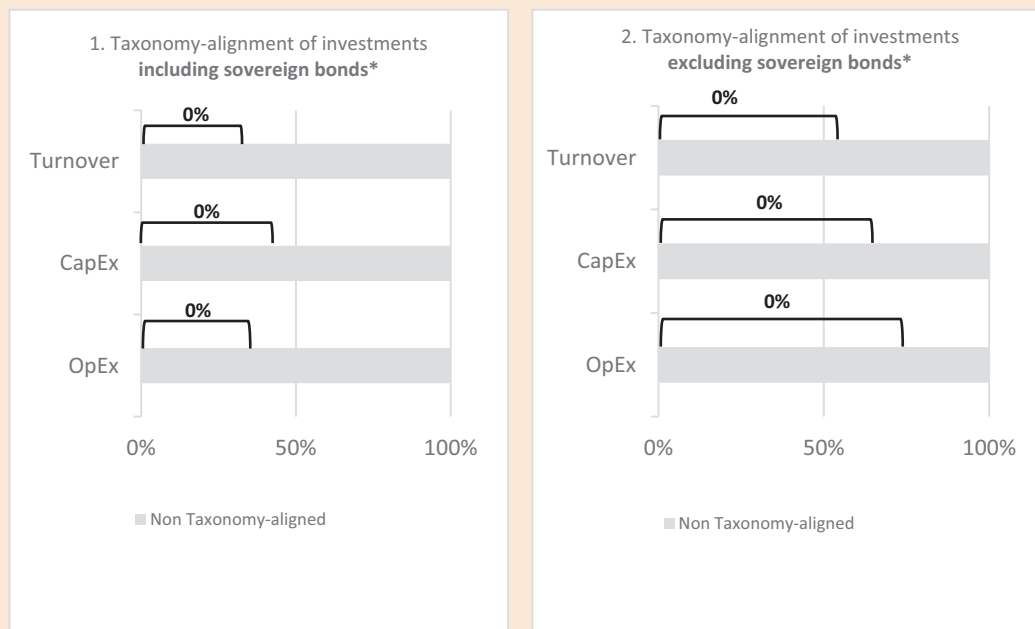 1. Taxonomy-alignment of investments
including sovereign bonds*
0%
Turnover
0%
CapEx
0%
OpEx
0% 50% 100%
Non Taxonomy-aligned
2. Taxonomy-alignment of investments
excluding sovereign bonds*
0%
Turnover
0%
CapEx
0%
OpEx
0% 50% 100%
Non Taxonomy-aligned